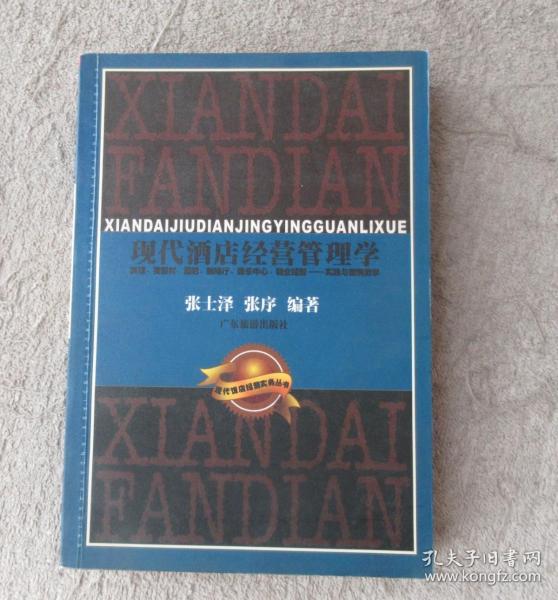 XIANDAI
FANDIAN
XIANDAIJIUDIANJINGYINGGUANLIXUE
现代酒店经营管理学
张士泽 张序 编著
广东旅游出版社
现代饭店经营实务丛书
XIANDAI
FANDIAN
孔夫子旧书网
www.kongfz.com